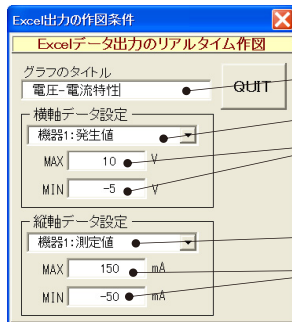 Excel出力の作図条件
Excelデータ出力のリアルタイム作図
グラフのタイトル
電圧-電流特性
QUIT
横軸データ設定
機器1:発生値
MAX 10 V
MIN -5 V
縦軸データ設定
機器1:測定値
MAX 150 mA
MIN -50 mA